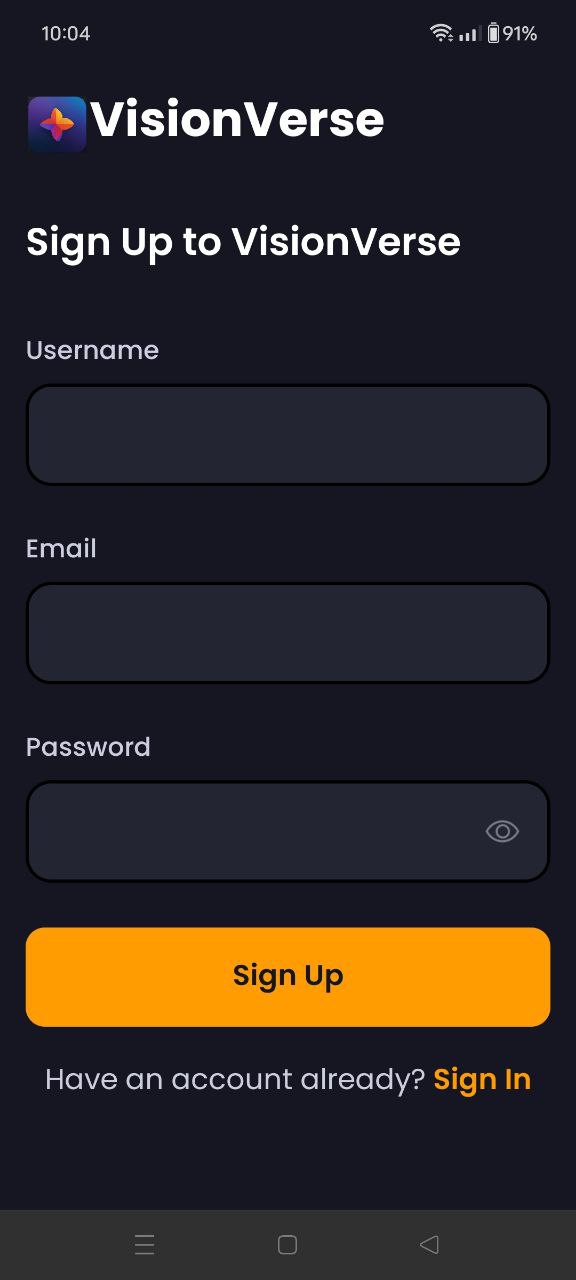 10:04 91%
VisionVerse
Sign Up to VisionVerse
Username
Email
Password
Sign Up
Have an account already? Sign In